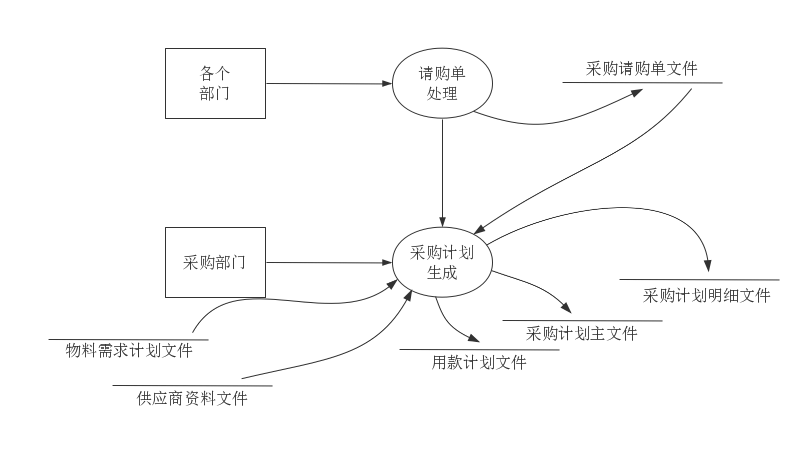 各个
部门
请购单
处理
采购请购单文件
采购部门
采购计划
生成
采购计划明细文件
采购计划主文件
物料需求计划文件
用款计划文件
供应商资料文件